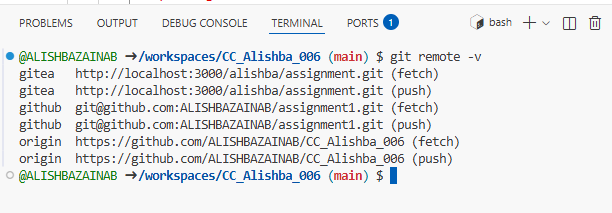 PROBLEMS OUTPUT DEBUG CONSOLE TERMINAL PORTS 1 bash
@ALISHBAZAINAB ➜/workspaces/CC_Alishba_006 (main) $ git remote -v
gitea http://localhost:3000/alishba/assignment.git (fetch)
gitea http://localhost:3000/alishba/assignment.git (push)
github git@github.com:ALISHBAZAINAB/assignment1.git (fetch)
github git@github.com:ALISHBAZAINAB/assignment1.git (push)
origin https://github.com/ALISHBAZAINAB/CC_Alishba_006 (fetch)
origin https://github.com/ALISHBAZAINAB/CC_Alishba_006 (push)
@ALISHBAZAINAB ➜/workspaces/CC_Alishba_006 (main) $